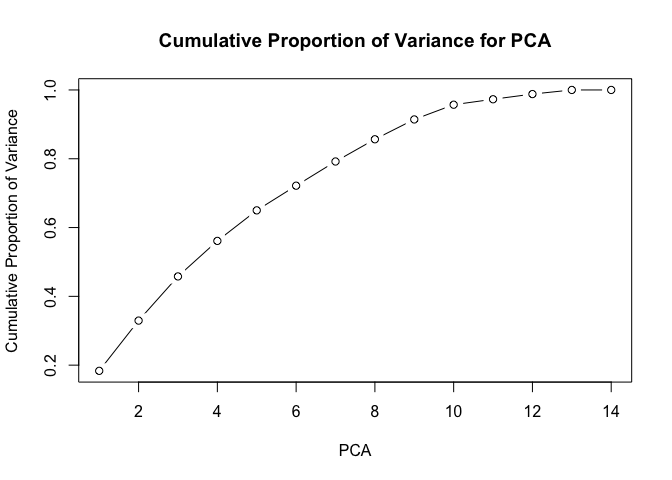 Cumulative Proportion of Variance for PCA
Cumulative Proportion of Variance
1.0
0.8
0.6
0.4
0.2
2 4 6 8 10 12 14
PCA